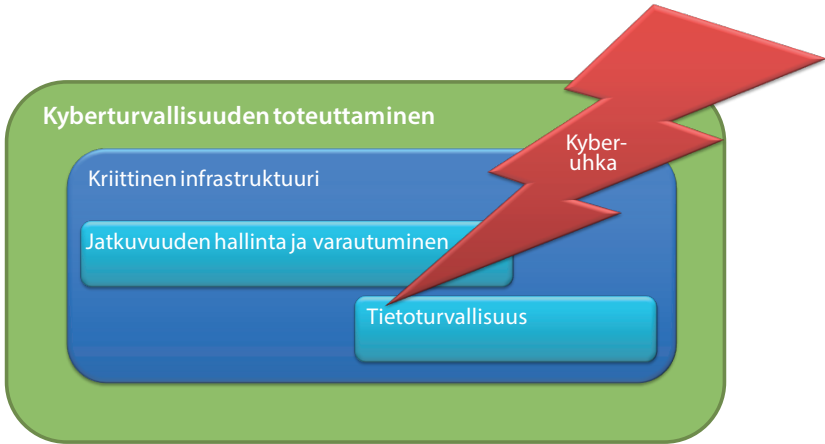 Kyberturvallisuuden toteuttaminen
Kyber-
uhka
Kriittinen infrastruktuuri
Jatkuvuuden hallinta ja varautuminen
Tietoturvallisuus